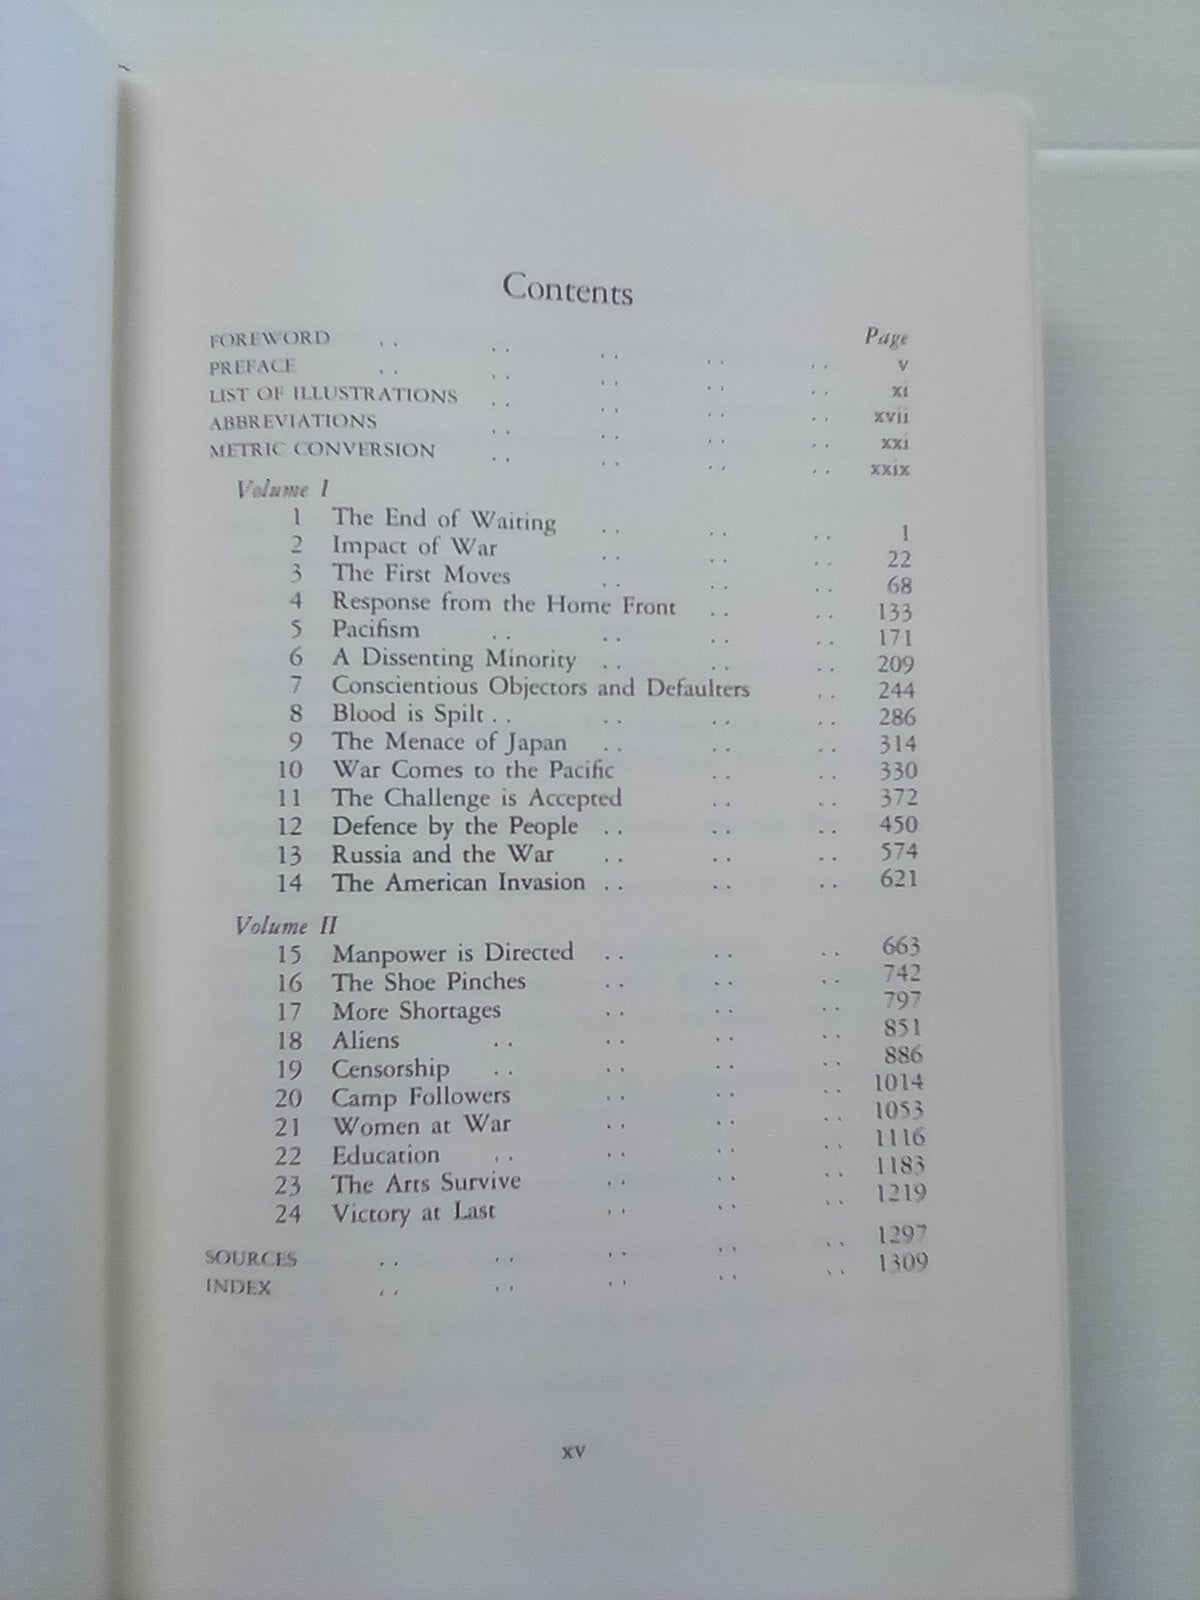 Contents
Page
FOREWORD .. .. .. .. .. v
PREFACE .. .. .. .. .. xi
LIST OF ILLUSTRATIONS .. .. .. .. xvii
ABBREVIATIONS .. .. .. .. xxi
METRIC CONVERSION .. .. .. .. xxix
Volume I
1 The End of Waiting .. .. .. 1
2 Impact of War .. .. .. 22
3 The First Moves .. .. .. 68
4 Response from the Home Front .. .. 133
5 Pacifism .. .. .. .. 171
6 A Dissenting Minority .. .. .. 209
7 Conscientious Objectors and Defaulters .. 244
8 Blood is Spilt .. .. .. .. 286
9 The Menace of Japan .. .. .. 314
10 War Comes to the Pacific .. .. 330
11 The Challenge is Accepted .. .. 372
12 Defence by the People .. .. .. 450
13 Russia and the War .. .. .. 574
14 The American Invasion .. .. .. 621
Volume II
15 Manpower is Directed .. .. .. 663
16 The Shoe Pinches .. .. .. 742
17 More Shortages .. .. .. 797
18 Aliens .. .. .. .. 851
19 Censorship .. .. .. .. 886
20 Camp Followers .. .. .. 1014
21 Women at War .. .. .. 1053
22 Education .. .. .. .. 1116
23 The Arts Survive .. .. .. 1183
24 Victory at Last .. .. .. 1219
SOURCES .. .. .. .. .. 1297
INDEX .. .. .. .. .. 1309
xv